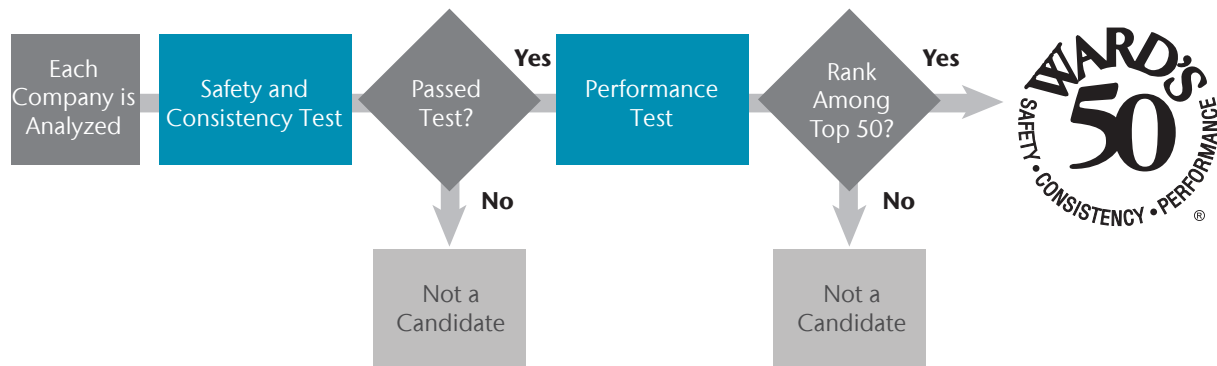 Each
Company is
Analyzed
Safety and
Consistency Test
Passed
Test?
Yes
No
Not a
Candidate
Performance
Test
Rank
Among
Top 50?
Yes
No
Not a
Candidate
WARD'S
50
SAFETY • CONSISTENCY • PERFORMANCE
®